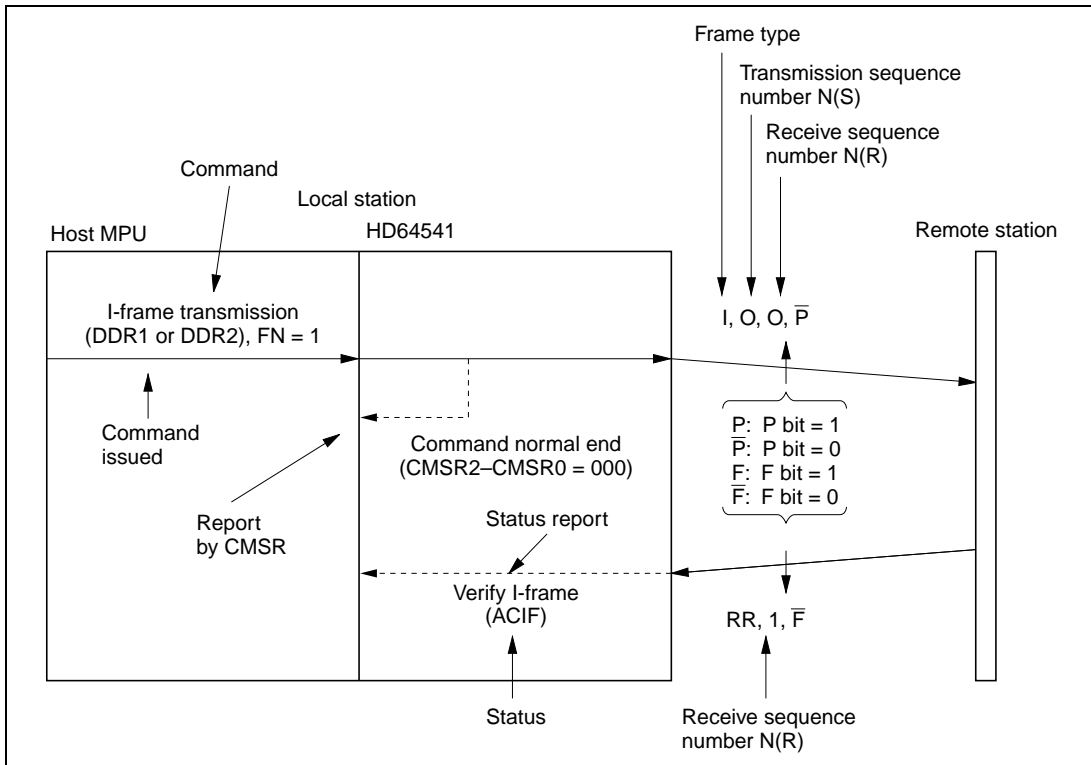 Frame type
Transmission sequence
number N(S)
Receive sequence
number N(R)
Command
Local station
Host MPU
HD64541
Remote station
I-frame transmission
(DDR1 or DDR2), FN = 1
I, O, O, P̅
Command
issued
Command normal end
(CMSR2–CMSR0 = 000)
P: P bit = 1
P̅: P bit = 0
F: F bit = 1
F̅: F bit = 0
Report
by CMSR
Status report
Verify I-frame
(ACIF)
RR, 1, F̅
Status
Receive sequence
number N(R)